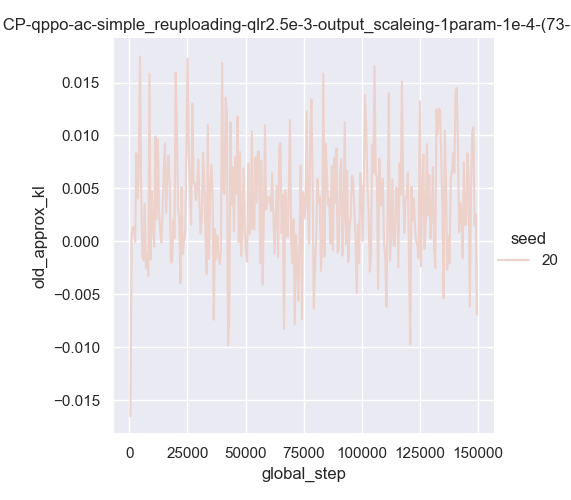 CP-qppo-ac-simple_reuploading-qlr2.5e-3-output_scaleing-1param-1e-4-(73-
0.015
0.010
0.005
0.000
−0.005
−0.010
−0.015
old_approx_kl
0 25000 50000 75000 100000 125000 150000
global_step
seed
20